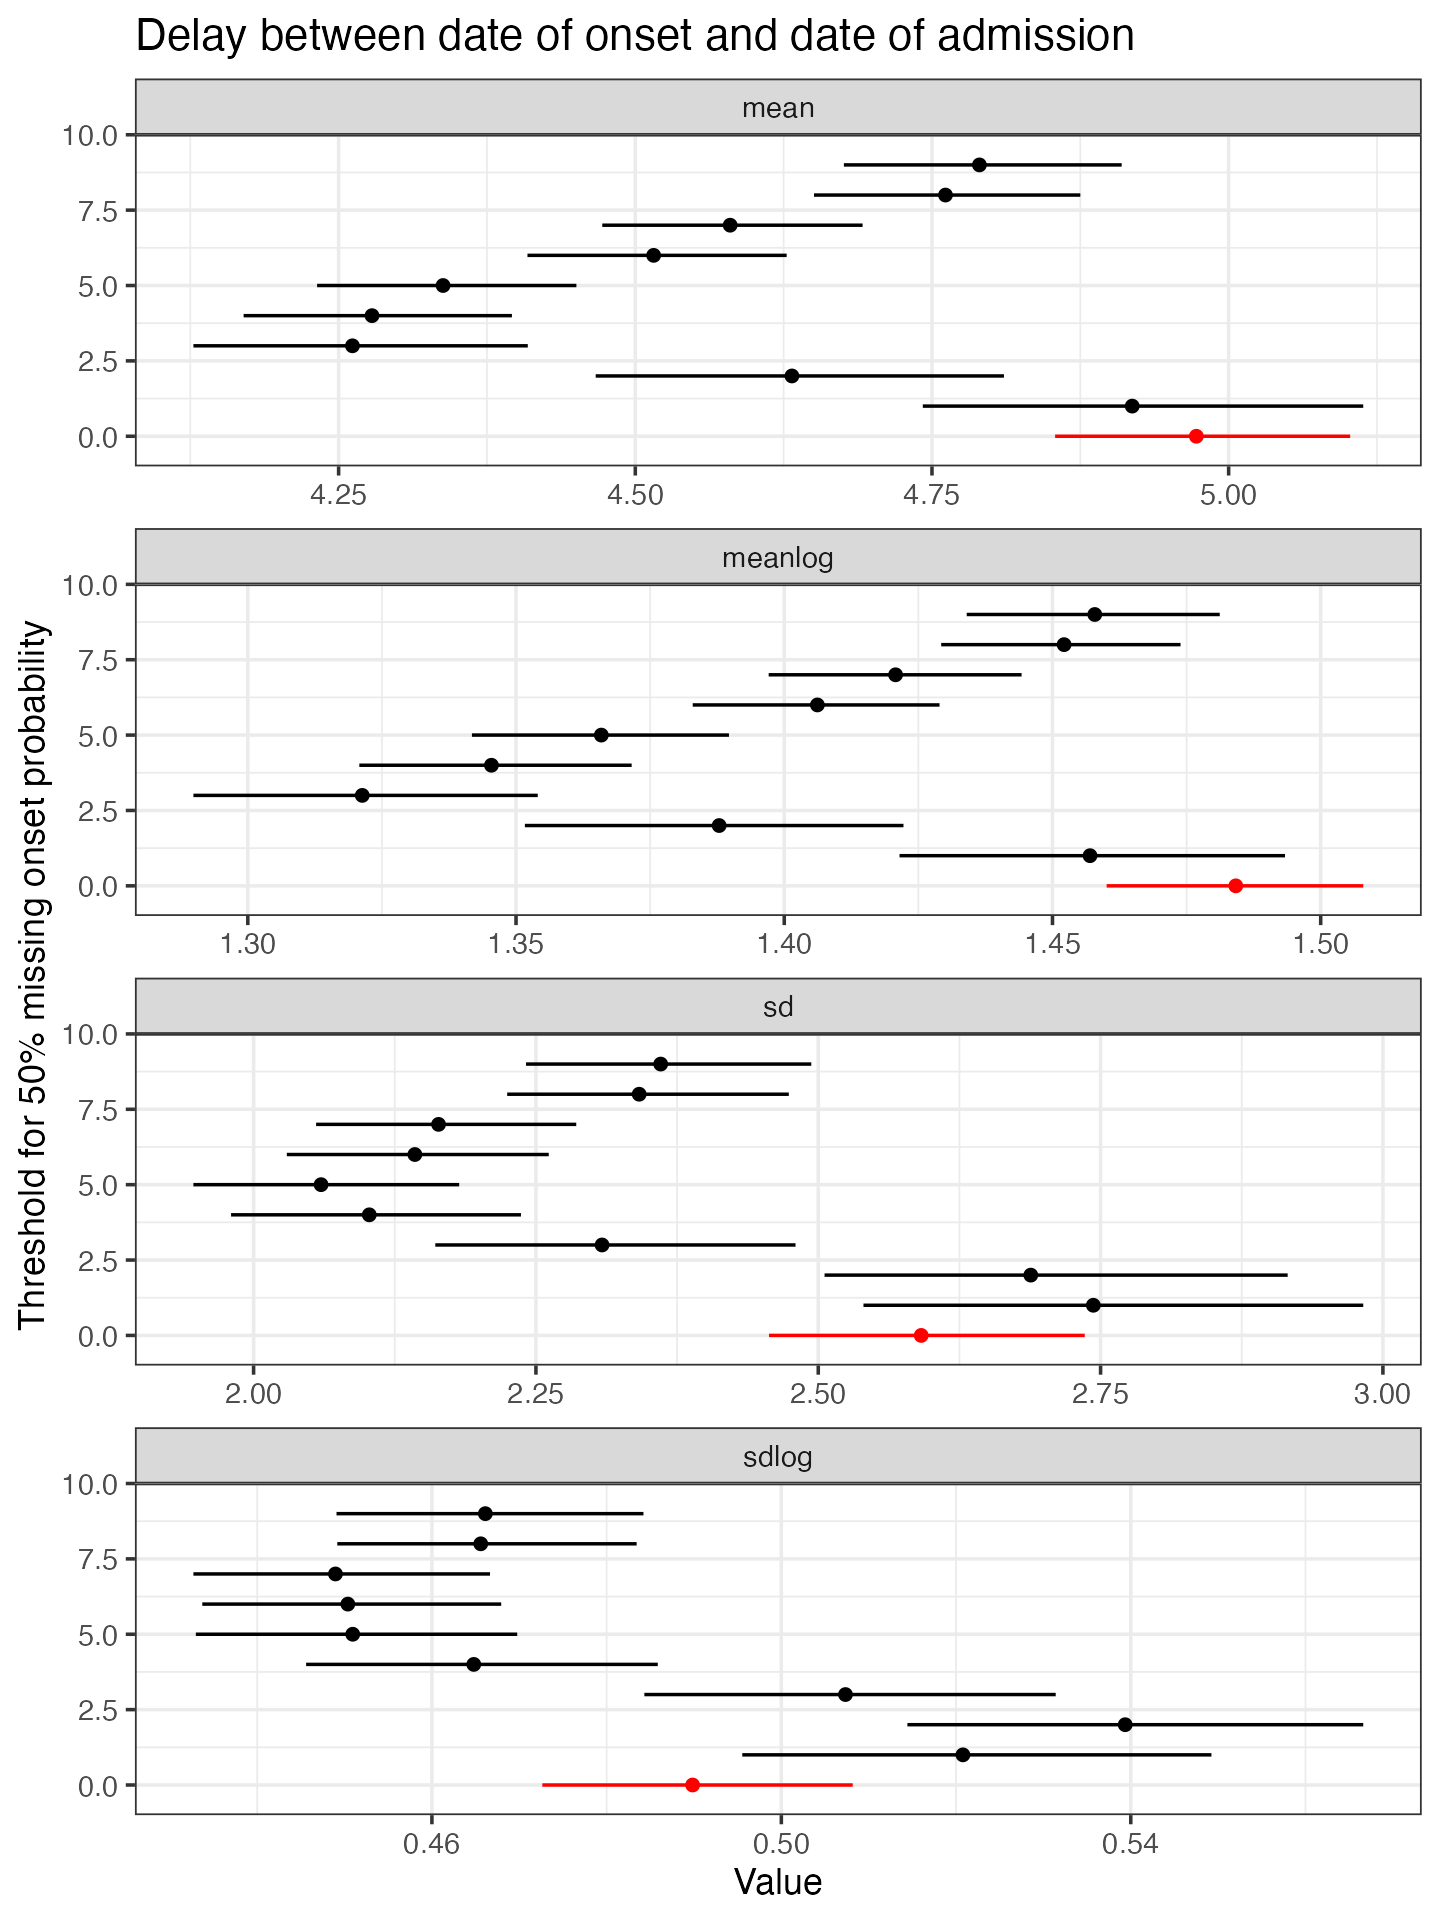 Delay between date of onset and date of admission
mean
10.0
7.5
5.0
2.5
0.0
4.25 4.50 4.75 5.00
meanlog
10.0
7.5
5.0
2.5
0.0
1.30 1.35 1.40 1.45 1.50
sd
10.0
7.5
5.0
2.5
0.0
2.00 2.25 2.50 2.75 3.00
sdlog
10.0
7.5
5.0
2.5
0.0
0.46 0.50 0.54
Value
Threshold for 50% missing onset probability